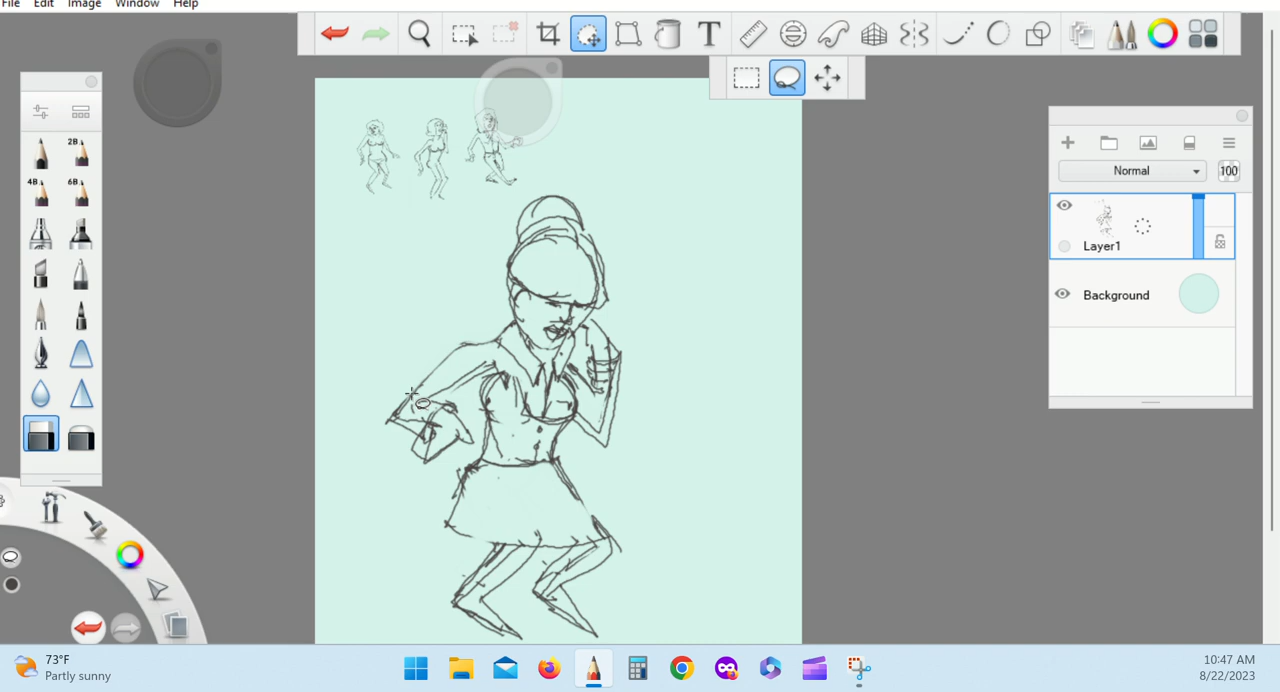 File Edit Image Window Help
T
2B
4B 6B
Normal 100
Layer1
Background
73°F
Partly sunny
10:47 AM
8/22/2023